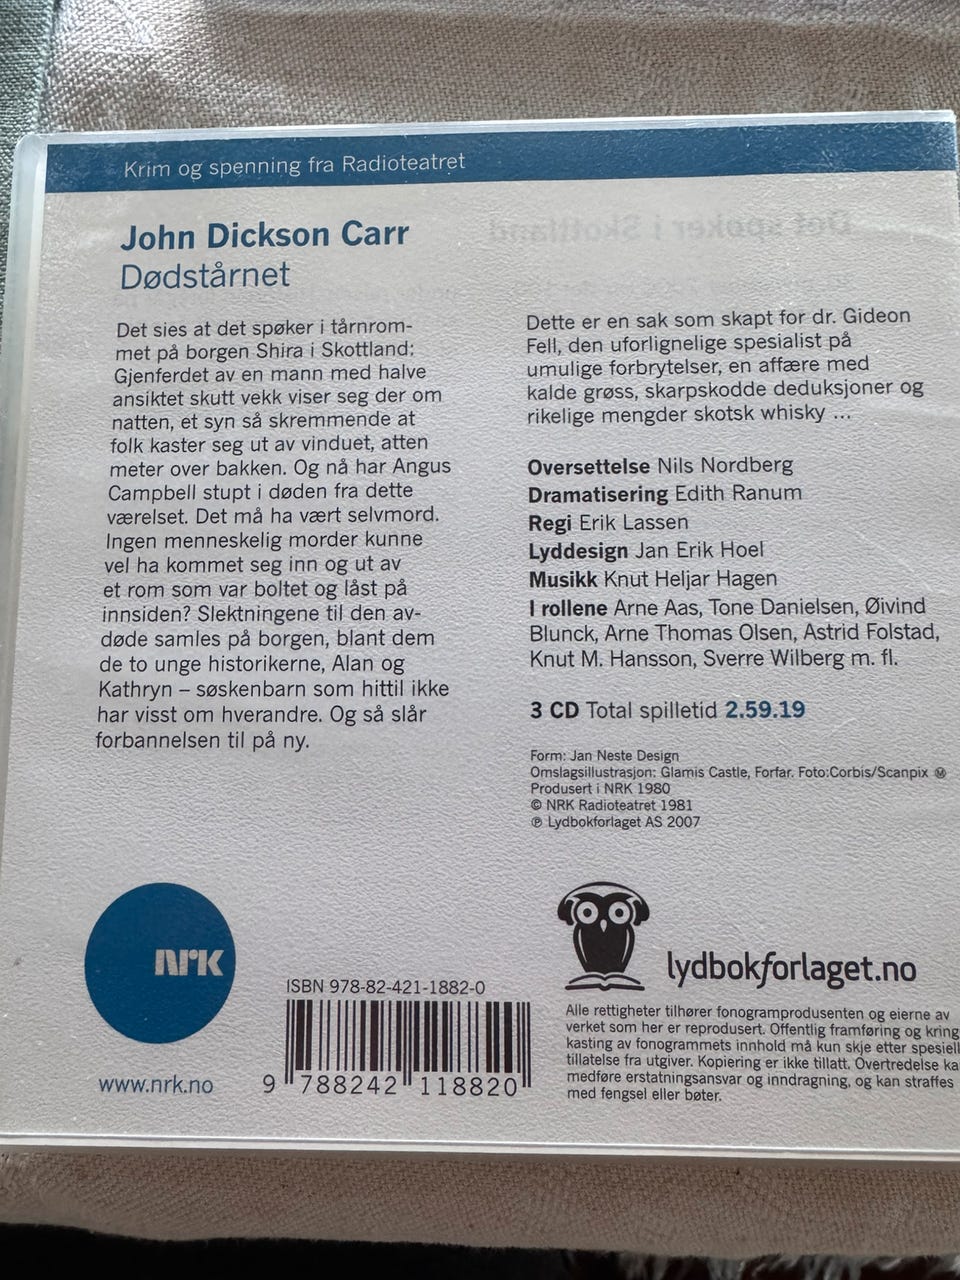 Krim og spenning fra Radioteatret
John Dickson Carr
Dødstårnet
Det sies at det spøker i tårnrom-
met på borgen Shira i Skottland:
Gjenferdet av en mann med halve
ansiktet skutt vekk viser seg der om
natten, et syn så skremmende at
folk kaster seg ut av vinduet, atten
meter over bakken. Og nå har Angus
Campbell stupt i døden fra dette
værelset. Det må ha vært selvmord.
Ingen menneskelig morder kunne
vel ha kommet seg inn og ut av
et rom som var boltet og låst på
innsiden? Slektningene til den av-
døde samles på borgen, blant dem
de to unge historikerne, Alan og
Kathryn – søskenbarn som hittil ikke
har visst om hverandre. Og så slår
forbannelsen til på ny.
Dette er en sak som skapt for dr. Gideon
Fell, den uforlignelige spesialist på
umulige forbrytelser, en affære med
kalde grøss, skarpskodde deduksjoner og
rikelige mengder skotsk whisky ...
Oversettelse Nils Nordberg
Dramatisering Edith Ranum
Regi Erik Lassen
Lyddesign Jan Erik Hoel
Musikk Knut Heljar Hagen
I rollene Arne Aas, Tone Danielsen, Øivind
Blunck, Arne Thomas Olsen, Astrid Folstad,
Knut M. Hansson, Sverre Wilberg m. fl.
3 CD Total spilletid 2.59.19
Form: Jan Neste Design
Omslagsillustrasjon: Glamis Castle, Forfar. Foto:Corbis/Scanpix Ⓜ
Produsert i NRK 1980
© NRK Radioteatret 1981
℗ Lydbokforlaget AS 2007
NRK
www.nrk.no
ISBN 978-82-421-1882-0
9 788242 118820
lydbokforlaget.no
Alle rettigheter tilhører fonogramprodusenten og eierne av
verket som her er reprodusert. Offentlig framføring og kring
kasting av fonogrammets innhold må kun skje etter spesiell
tillatelse fra utgiver. Kopiering er ikke tillatt. Overtredelse ka
medføre erstatningsansvar og inndragning, og kan straffes
med fengsel eller bøter.